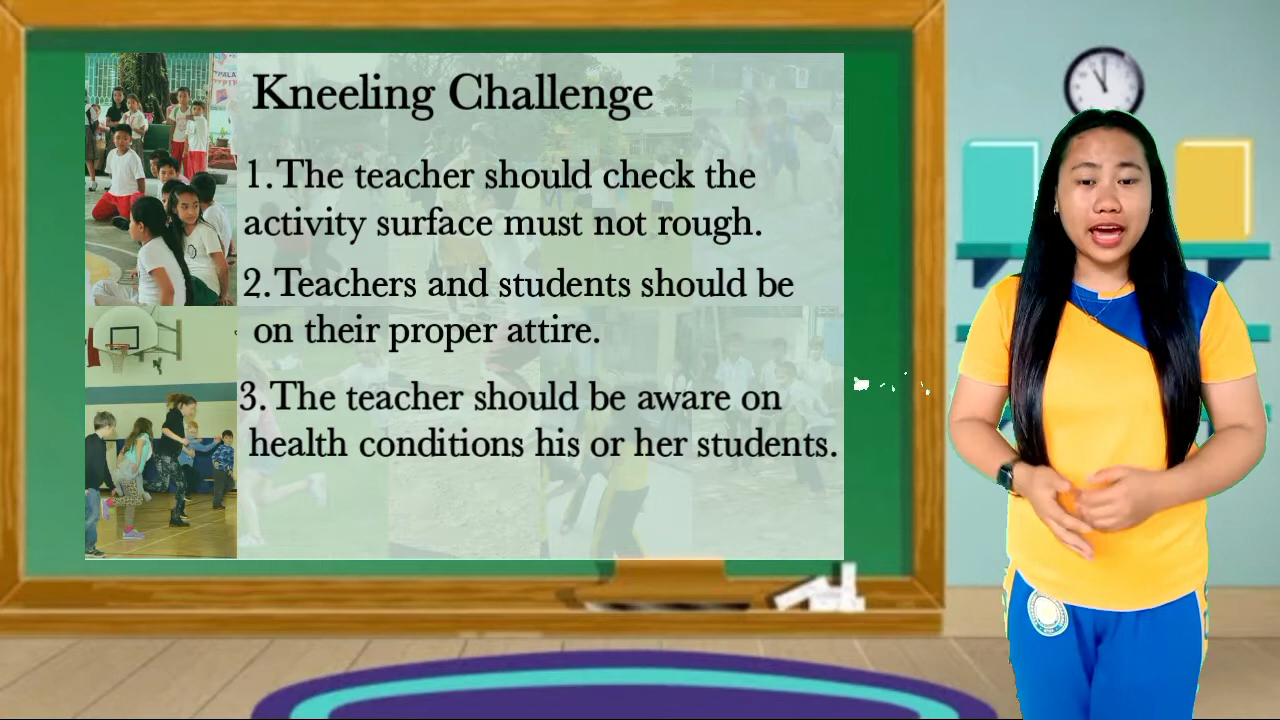 Kneeling Challenge
1.The teacher should check the
activity surface must not rough.
2.Teachers and students should be
on their proper attire.
3.The teacher should be aware on
health conditions his or her students.